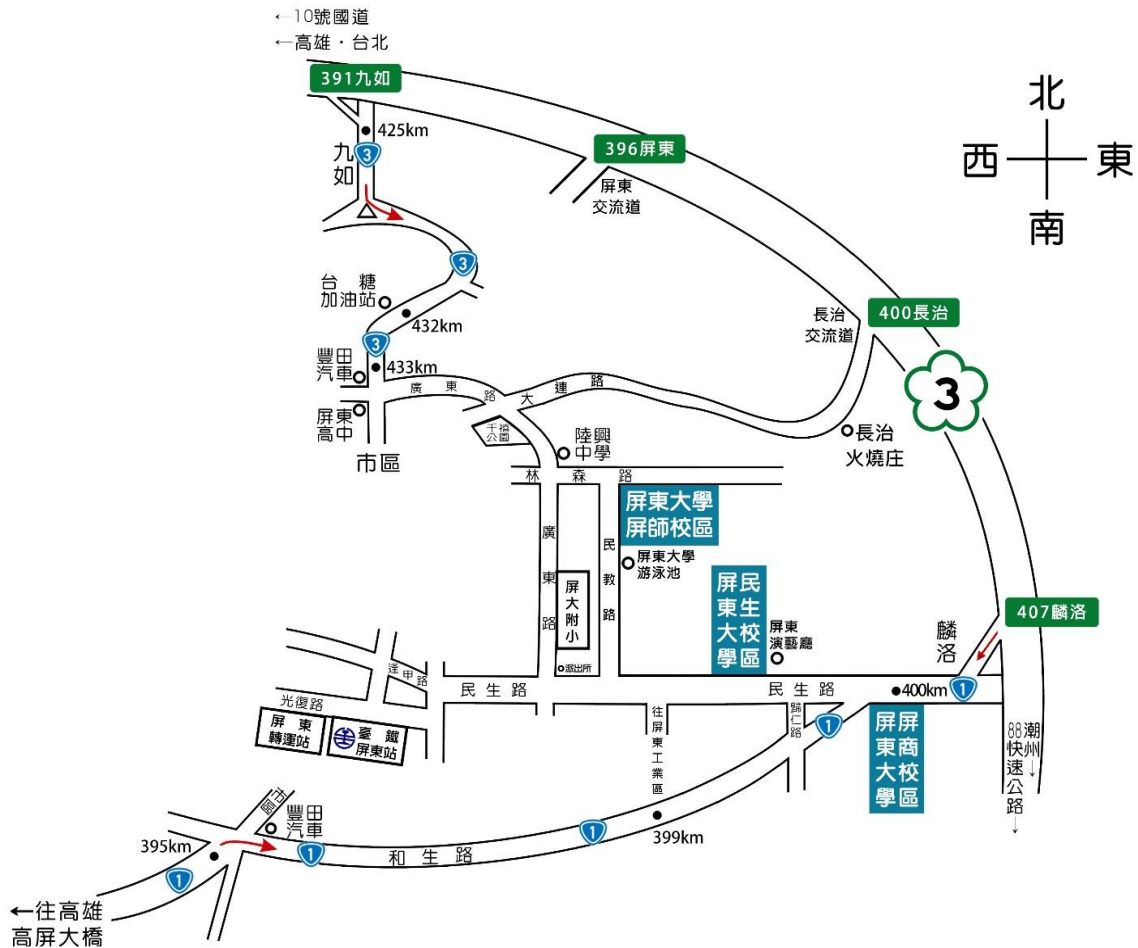 ←10號國道
←高雄．台北
391九如
425km
九如
3
396屏東
屏東
交流道
北
西
東
南
3
台糖
加油站
432km
3
433km
豐田
汽車
屏東
高中
市區
廣東路
大連路
千禧
公園
陸興
中學
長治
交流道
400長治
3
長治
火燒庄
林森路
屏東大學
屏師校區
屏東大學
游泳池
廣東路
民教路
屏大附小
派出所
民生校區
屏東大學
屏東
演藝廳
407麟洛
麟洛
1
400km
民生路
民生路
逢甲路
光復路
屏東
轉運站
臺鐵
屏東站
往屏東工業區
歸仁路
1
屏商校區
屏東大學
潮州↓
88快速公路→
市區
豐田
汽車
395km
1
1
和生路
1
399km
←往高雄
高屏大橋